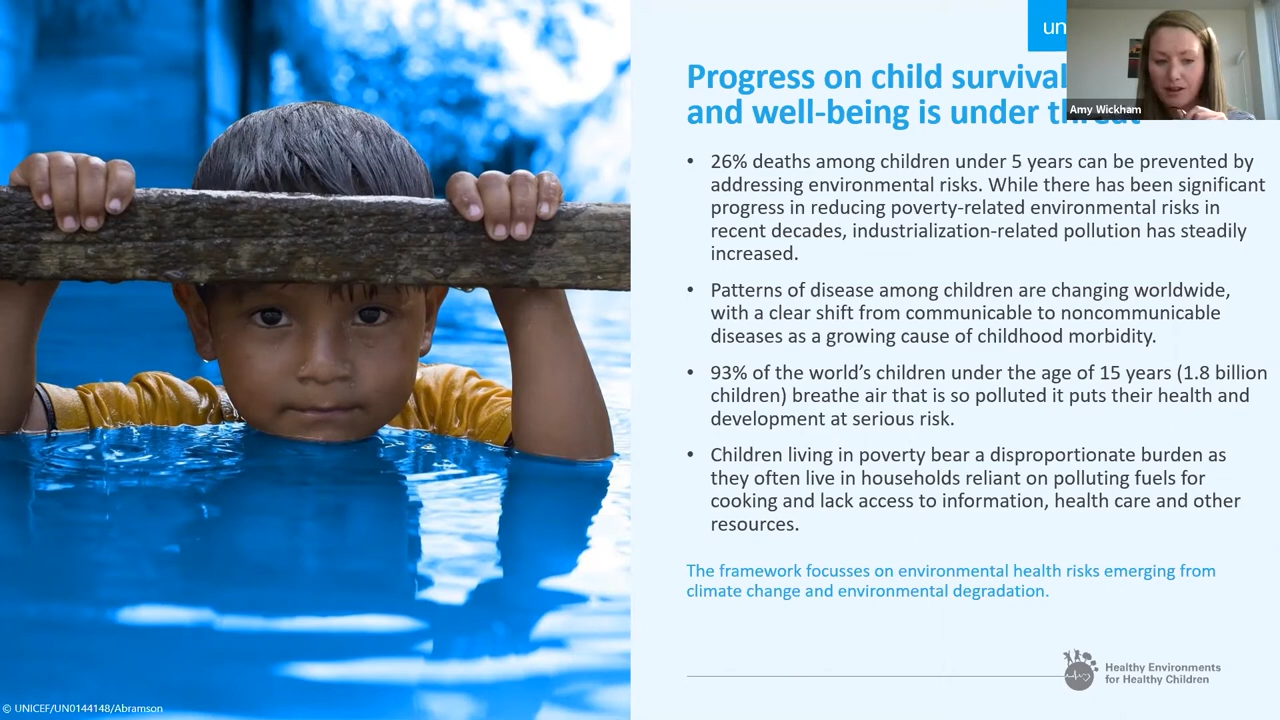 un
Progress on child survival
and well-being is under threat
Amy Wickham
• 26% deaths among children under 5 years can be prevented by
addressing environmental risks. While there has been significant
progress in reducing poverty-related environmental risks in
recent decades, industrialization-related pollution has steadily
increased.
• Patterns of disease among children are changing worldwide,
with a clear shift from communicable to noncommunicable
diseases as a growing cause of childhood morbidity.
• 93% of the world’s children under the age of 15 years (1.8 billion
children) breathe air that is so polluted it puts their health and
development at serious risk.
• Children living in poverty bear a disproportionate burden as
they often live in households reliant on polluting fuels for
cooking and lack access to information, health care and other
resources.
The framework focusses on environmental health risks emerging from
climate change and environmental degradation.
Healthy Environments
for Healthy Children
© UNICEF/UN0144148/Abramson